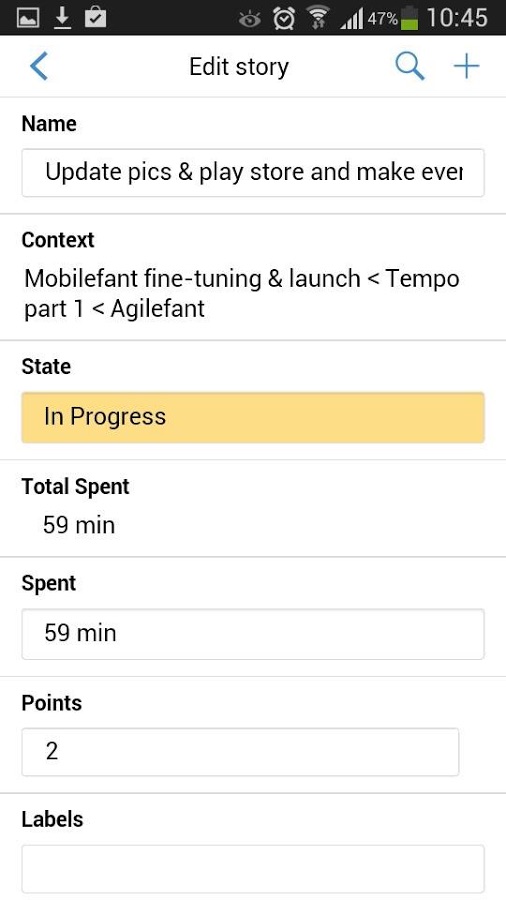 47% 10:45
Edit story
Name
Update pics & play store and make ever
Context
Mobilefant fine-tuning & launch < Tempo
part 1 < Agilefant
State
In Progress
Total Spent
59 min
Spent
59 min
Points
2
Labels